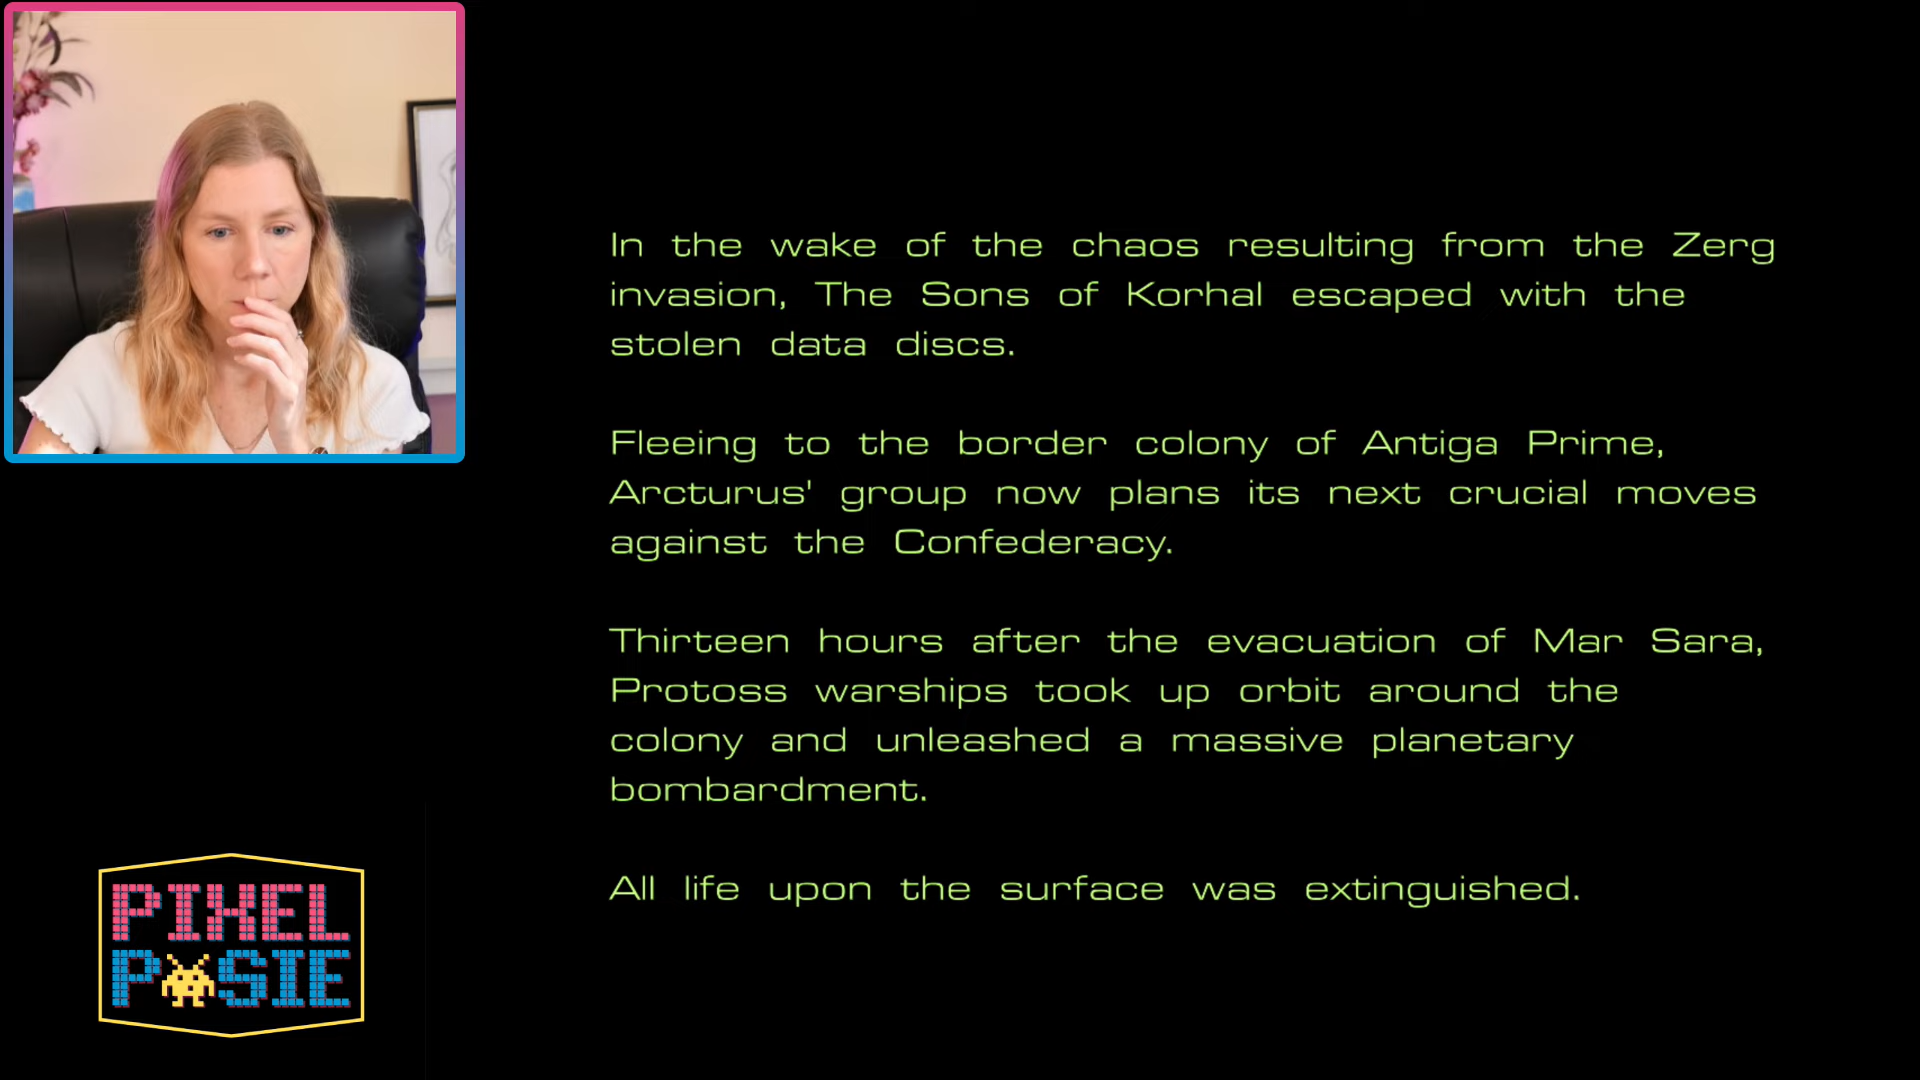 In the wake of the chaos resulting from the Zerg
invasion, The Sons of Korhal escaped with the
stolen data discs.
Fleeing to the border colony of Antiga Prime,
Arcturus' group now plans its next crucial moves
against the Confederacy.
Thirteen hours after the evacuation of Mar Sara,
Protoss warships took up orbit around the
colony and unleashed a massive planetary
bombardment.
All life upon the surface was extinguished.
PIXEL
POSIE